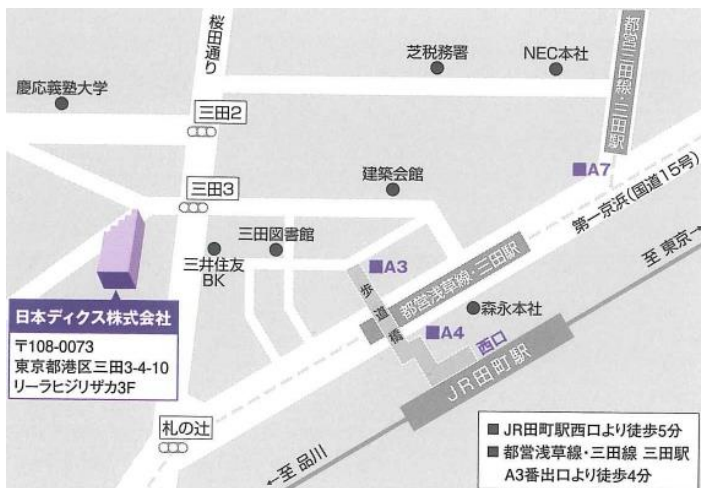 桜田通り
芝税務署
NEC本社
都営三田線・三田駅
慶応義塾大学
三田2
■A7
建築会館
第一京浜(国道15号)
三田3
三田図書館
三井住友
BK
■A3
歩道橋
都営浅草線・三田駅
至 東京→
森永本社
■A4
西口
JR田町駅
日本ディクス株式会社
〒108-0073
東京都港区三田3-4-10
リーラヒジリザカ3F
札の辻
←至 品川
■ JR田町駅西口より徒歩5分
■ 都営浅草線・三田線 三田駅
A3番出口より徒歩4分